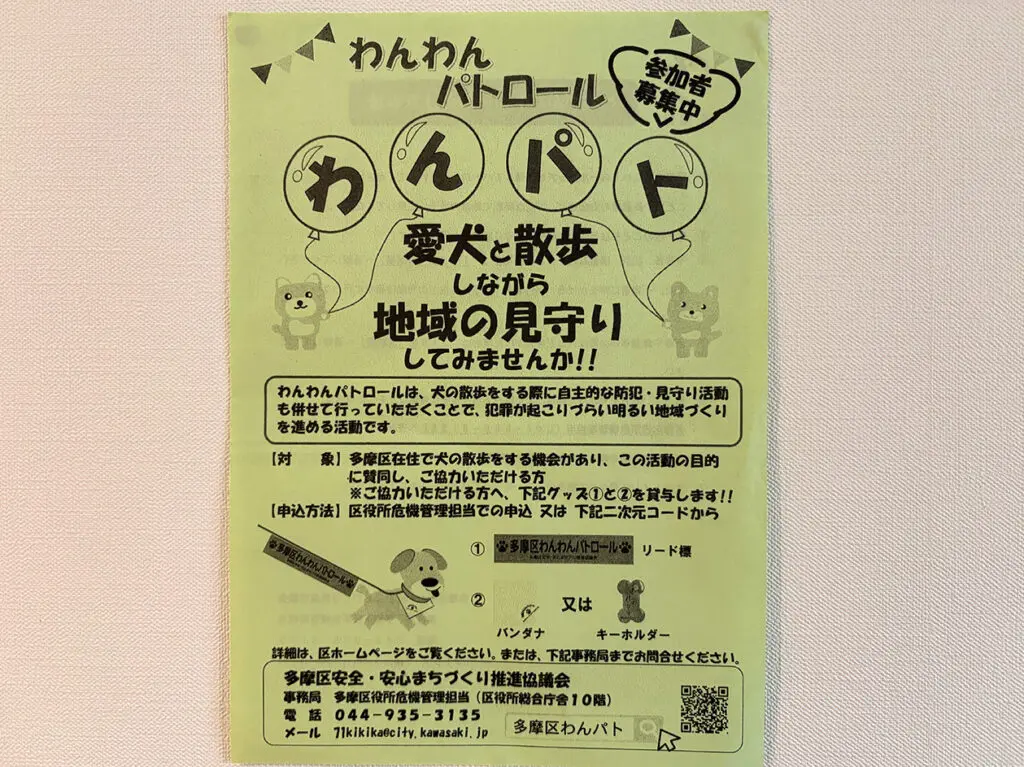 わんわん
パトロール
参加者
募集中
わんパト
愛犬と散歩
しながら
地域の見守り
してみませんか!!
わんわんパトロールは、犬の散歩をする際に自主的な防犯・見守り活動
も併せて行っていただくことで、犯罪が起こりづらい明るい地域づくり
を進める活動です。
【対　象】多摩区在住で犬の散歩をする機会があり、この活動の目的
に賛同し、ご協力いただける方
※ご協力いただける方へ、下記グッズ①と②を貸与します!!
【申込方法】区役所危機管理担当での申込 又は 下記二次元コードから
多摩区わんわんパトロール
① 多摩区わんわんパトロール リード標
② 又は
バンダナ キーホルダー
詳細は、区ホームページをご覧ください。または、下記事務局までお問合せください。
多摩区安全・安心まちづくり推進協議会
事務局 多摩区役所危機管理担当（区役所総合庁舎１０階）
電　話 044-935-3135
メール 71kikika@city.kawasaki.jp
多摩区わんパト